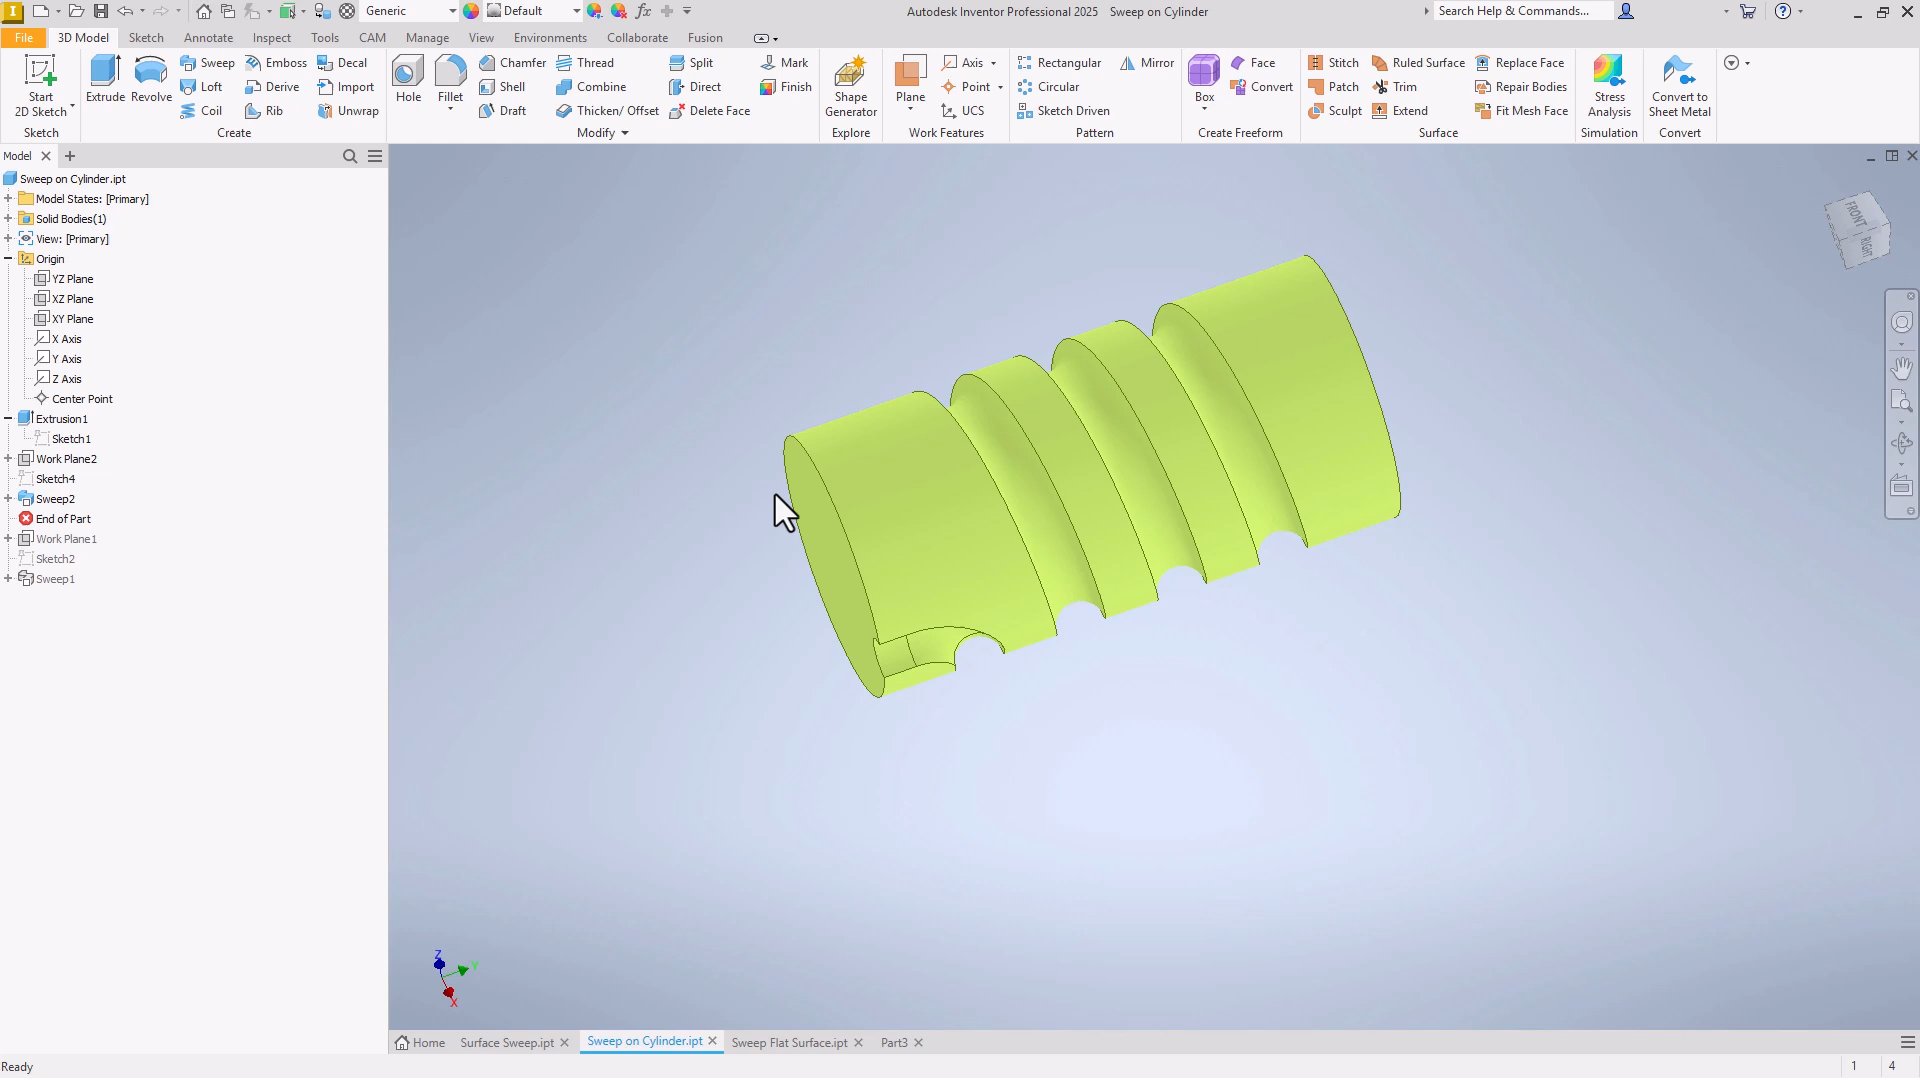 Generic
Default
fx
Autodesk Inventor Professional 2025 Sweep on Cylinder
Search Help & Commands...
File 3D Model Sketch Annotate Inspect Tools CAM Manage View Environments Collaborate Fusion
Start
2D Sketch
Extrude
Revolve
Sweep
Loft
Coil
Emboss
Derive
Rib
Decal
Import
Unwrap
Hole
Fillet
Chamfer
Shell
Draft
Thread
Combine
Thicken/ Offset
Split
Direct
Delete Face
Mark
Finish
Shape
Generator
Plane
Axis
Point
UCS
Rectangular
Circular
Sketch Driven
Mirror
Box
Face
Convert
Stitch
Patch
Sculpt
Ruled Surface
Trim
Extend
Replace Face
Repair Bodies
Fit Mesh Face
Stress
Analysis
Convert to
Sheet Metal
Sketch Create Modify Explore Work Features Pattern Create Freeform Surface Simulation Convert
Model
Sweep on Cylinder.ipt
Model States: [Primary]
Solid Bodies(1)
View: [Primary]
Origin
YZ Plane
XZ Plane
XY Plane
X Axis
Y Axis
Z Axis
Center Point
Extrusion1
Sketch1
Work Plane2
Sketch4
Sweep2
End of Part
Work Plane1
Sketch2
Sweep1
FRONT
RIGHT
Z
Y
X
Home Surface Sweep.ipt Sweep on Cylinder.ipt Sweep Flat Surface.ipt Part3
Ready
1 4